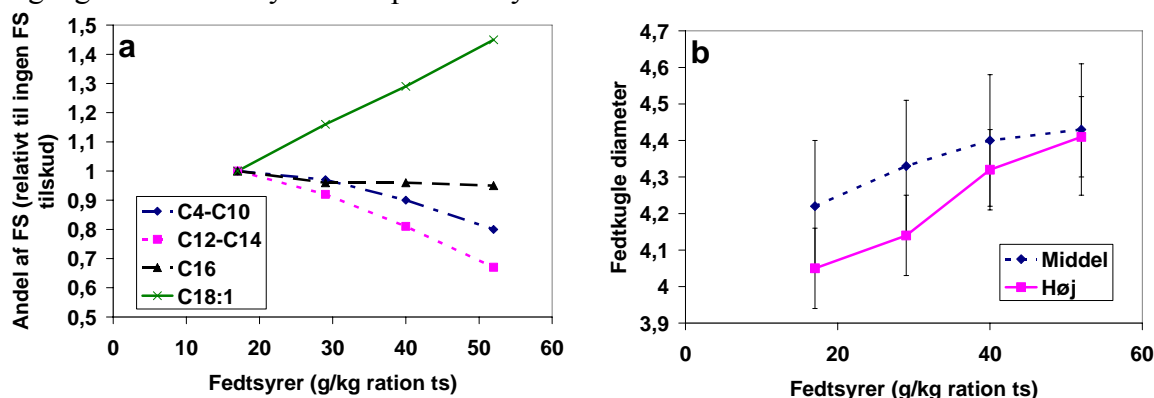 a
Andel af FS (relativt til ingen FS
tilskud)
1,5
1,4
1,3
1,2
1,1
1
0,9
0,8
0,7
0,6
0,5
C4-C10
C12-C14
C16
C18:1
0 10 20 30 40 50 60
Fedtsyrer (g/kg ration ts)
b
Fedtkugle diameter
4,7
4,6
4,5
4,4
4,3
4,2
4,1
4
3,9
Middel
Høj
0 20 40 60
Fedtsyrer (g/kg ration ts)